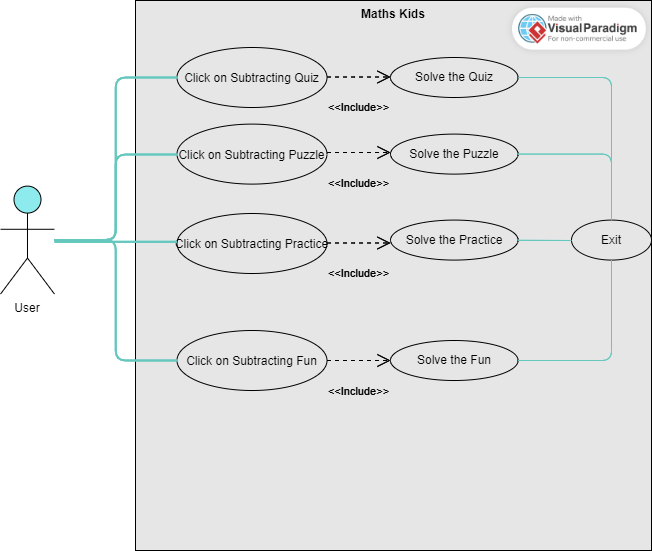 Maths Kids
Made with
VisualParadigm
For non-commercial use
Click on Subtracting Quiz
Solve the Quiz
<<Include>>
Click on Subtracting Puzzle
Solve the Puzzle
<<Include>>
Click on Subtracting Practice
Solve the Practice
Exit
<<Include>>
User
Click on Subtracting Fun
Solve the Fun
<<Include>>